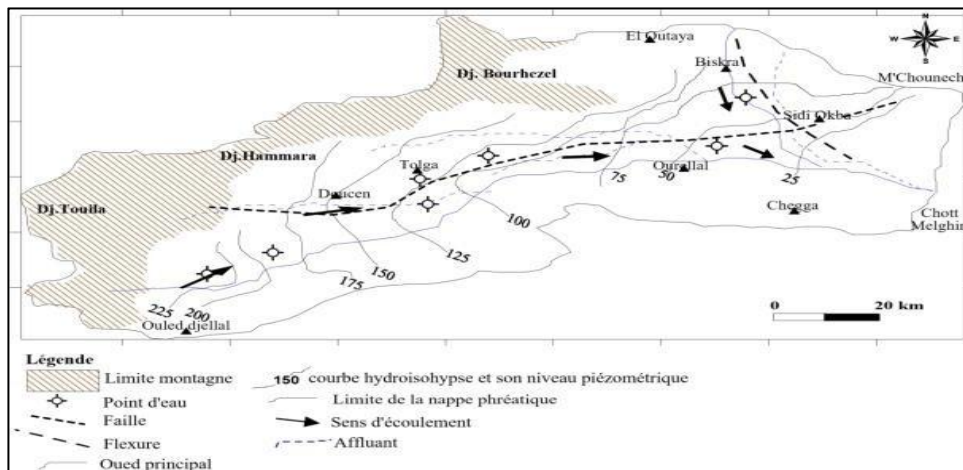 El Outaya
N
W E
S
Biskra
Dj. Bourhezel
M'Chounech
Sidi Okba
Dj.Hammara
Tolga
Ourallal
Doucen
75
50
25
Dj.Touila
Chegga
100
Chott
Melghir
125
150
175
225 200
Ouled djellal
0 20 km
Légende
Limite montagne
150 courbe hydroisohypse et son niveau piézométrique
Point d'eau
Limite de la nappe phréatique
Faille
Sens d'écoulement
Flexure
Affluant
Oued principal